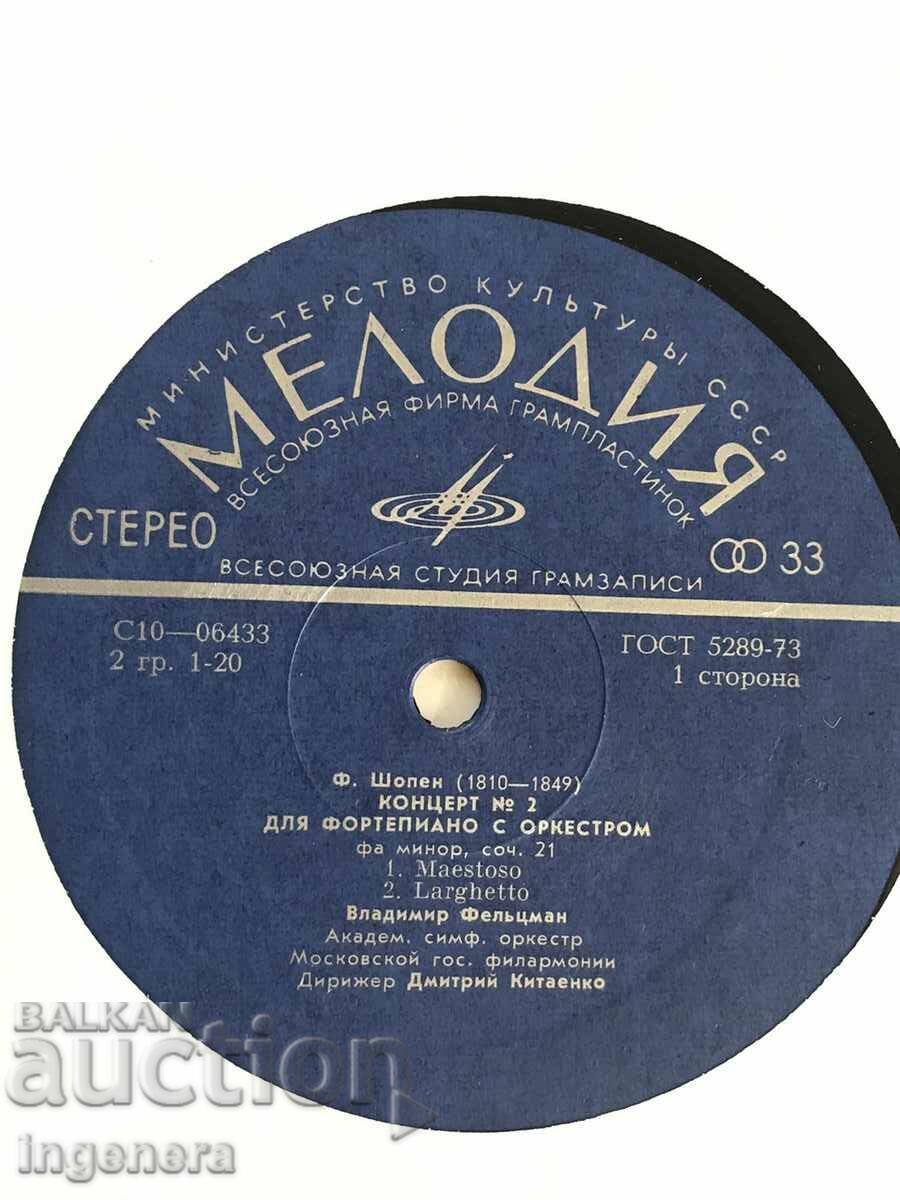 МИНИСТЕРСТВО КУЛЬТУРЫ СССР
МЕЛОДИЯ
ВСЕСОЮЗНАЯ ФИРМА ГРАМПЛАСТИНОК
СТЕРЕО
33
ВСЕСОЮЗНАЯ СТУДИЯ ГРАМЗАПИСИ
С10—06433
ГОСТ 5289-73
2 гр. 1-20
1 сторона
Ф. Шопен (1810—1849)
КОНЦЕРТ № 2
ДЛЯ ФОРТЕПИАНО С ОРКЕСТРОМ
фа минор, соч. 21
1. Maestoso
2. Larghetto
Владимир Фельцман
Академ. симф. оркестр
Московской гос. филармонии
Дирижер Дмитрий Китаенко
BALKAN
auction
ingenera